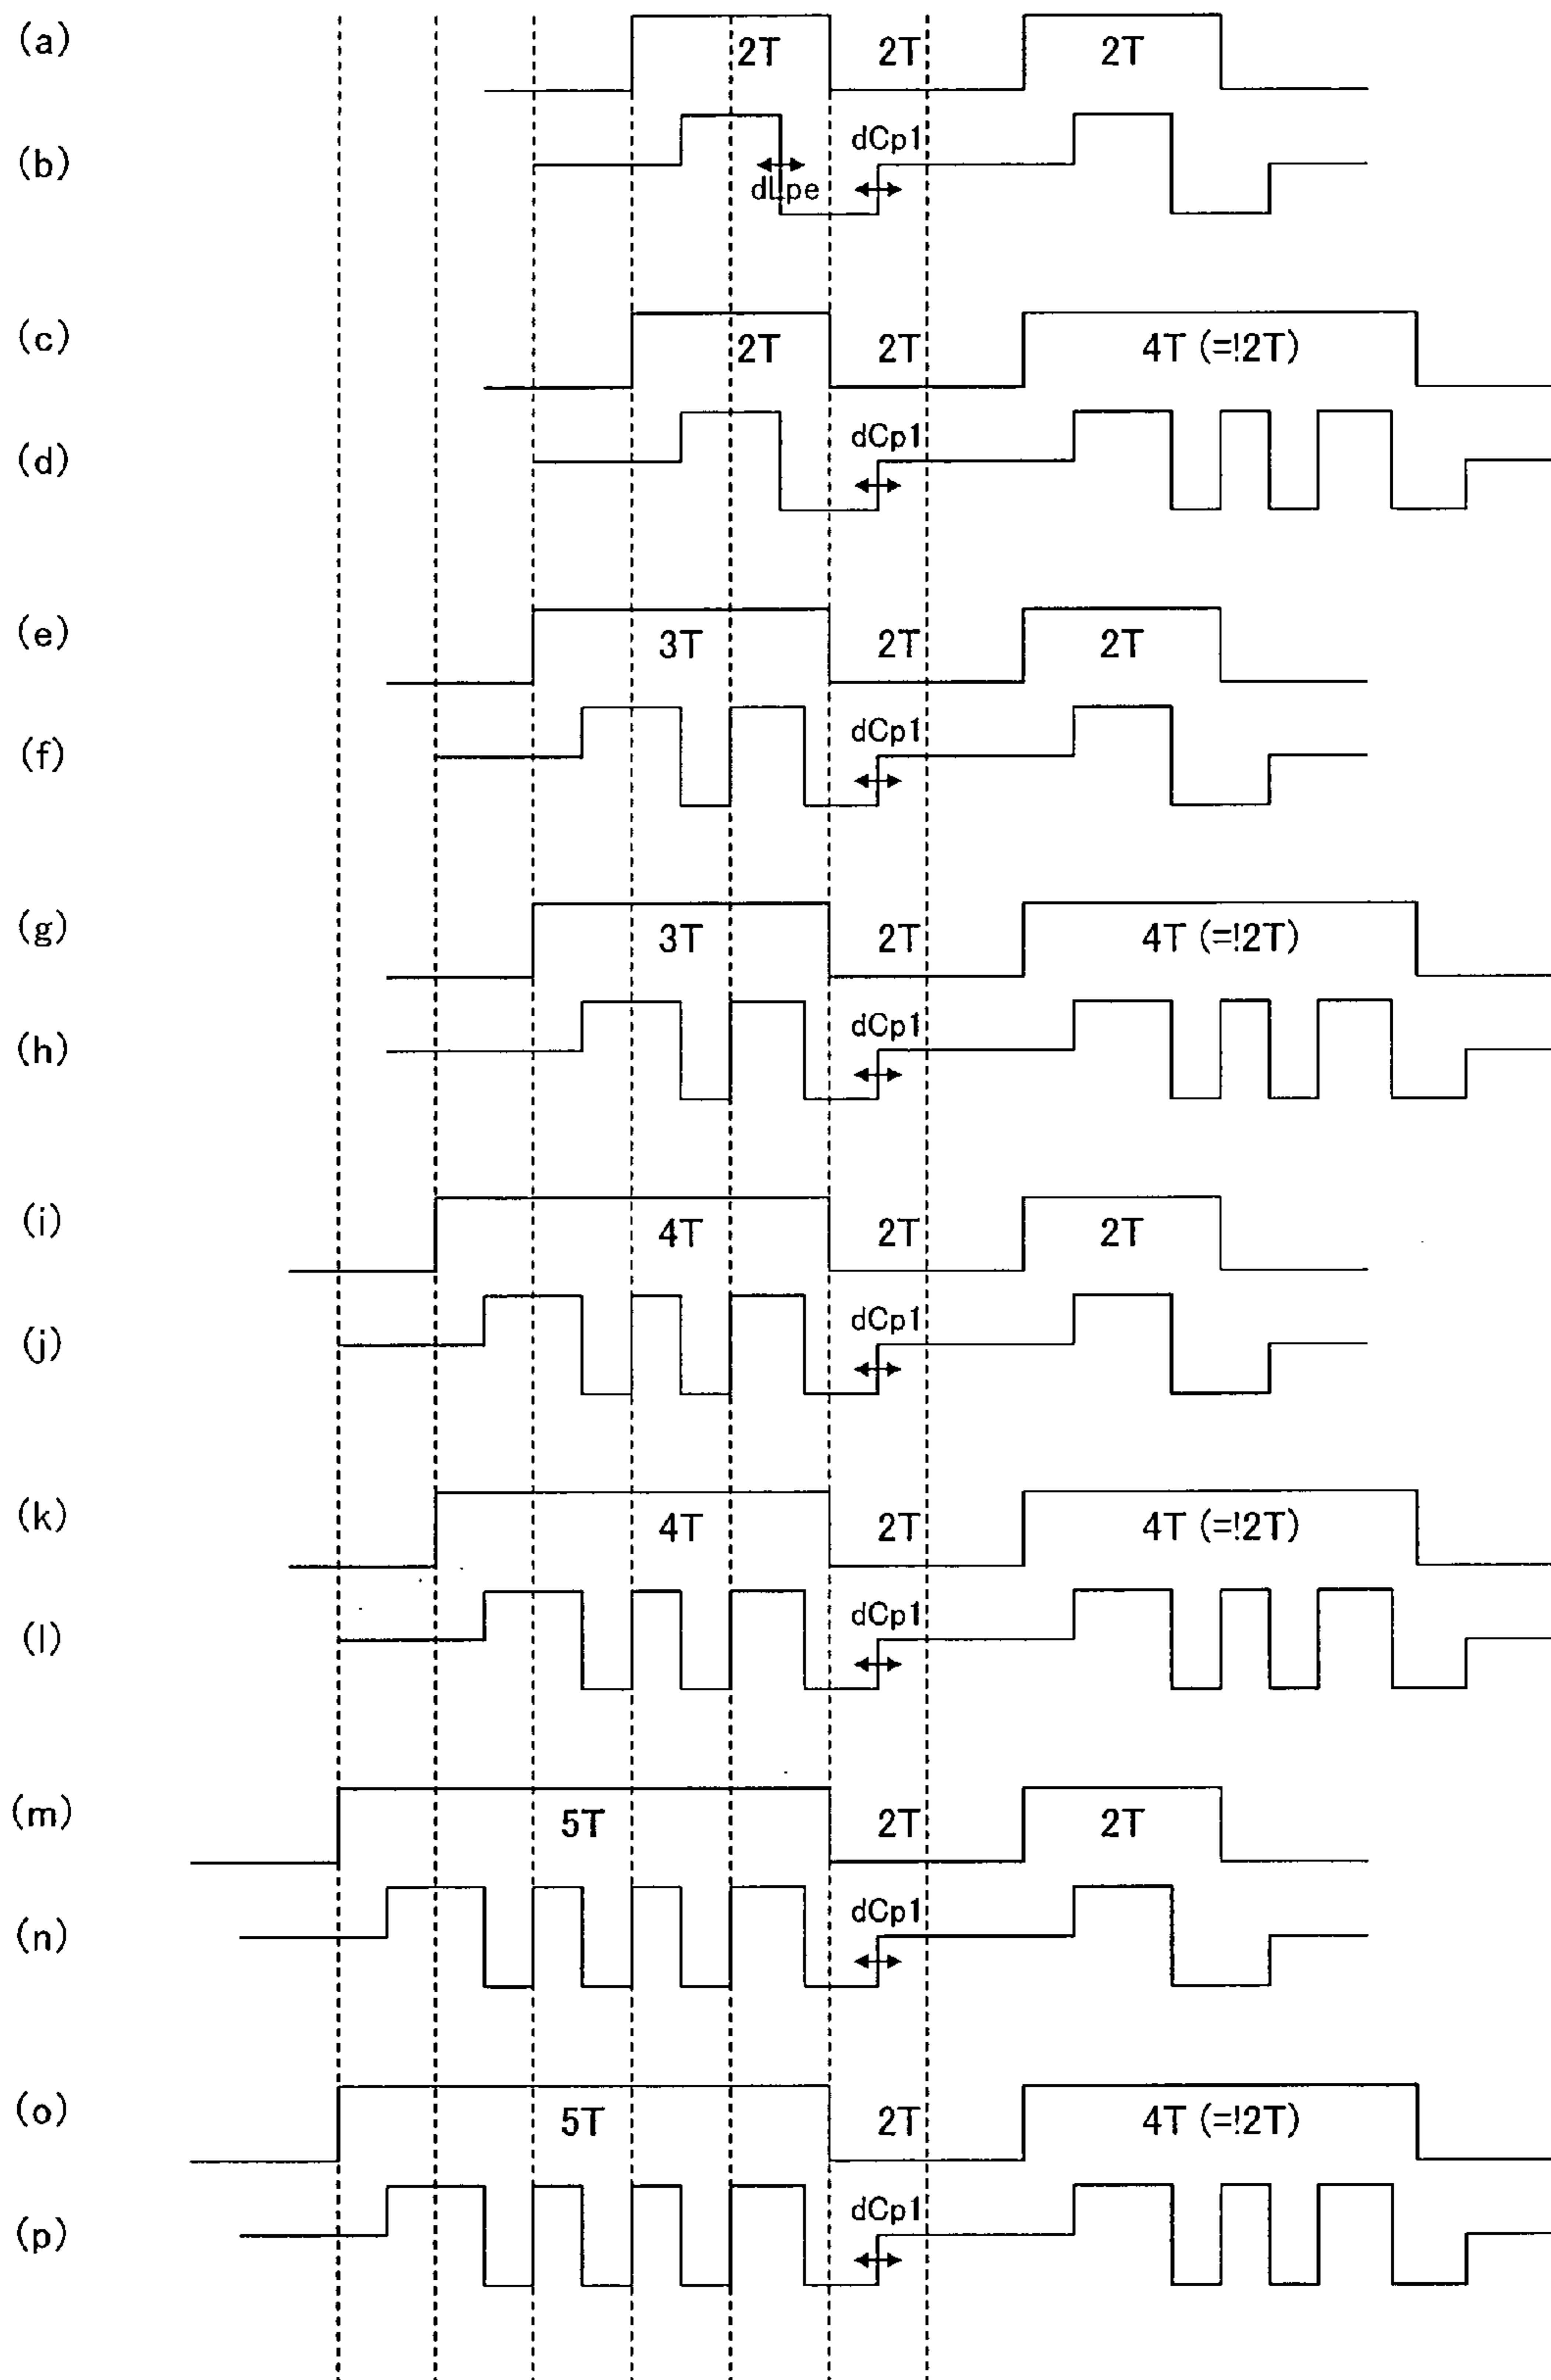 (a) 2T 2T 2T
(b) dLpe dCp1
(c) 2T 2T 4T (=!2T)
(d) dCp1
(e) 3T 2T 2T
(f) dCp1
(g) 3T 2T 4T (=!2T)
(h) dCp1
(i) 4T 2T 2T
(j) dCp1
(k) 4T 2T 4T (=!2T)
(l) dCp1
(m) 5T 2T 2T
(n) dCp1
(o) 5T 2T 4T (=!2T)
(p) dCp1